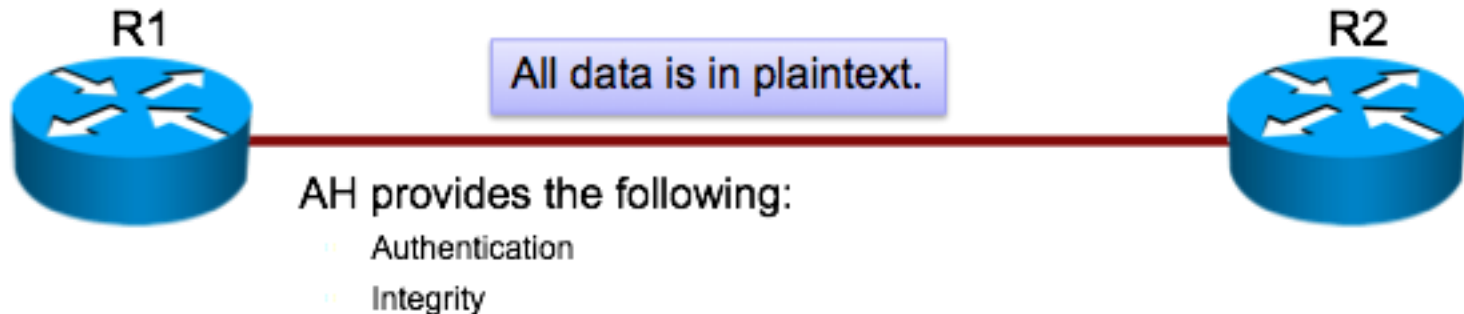 R1
R2
All data is in plaintext.
AH provides the following:
Authentication
Integrity